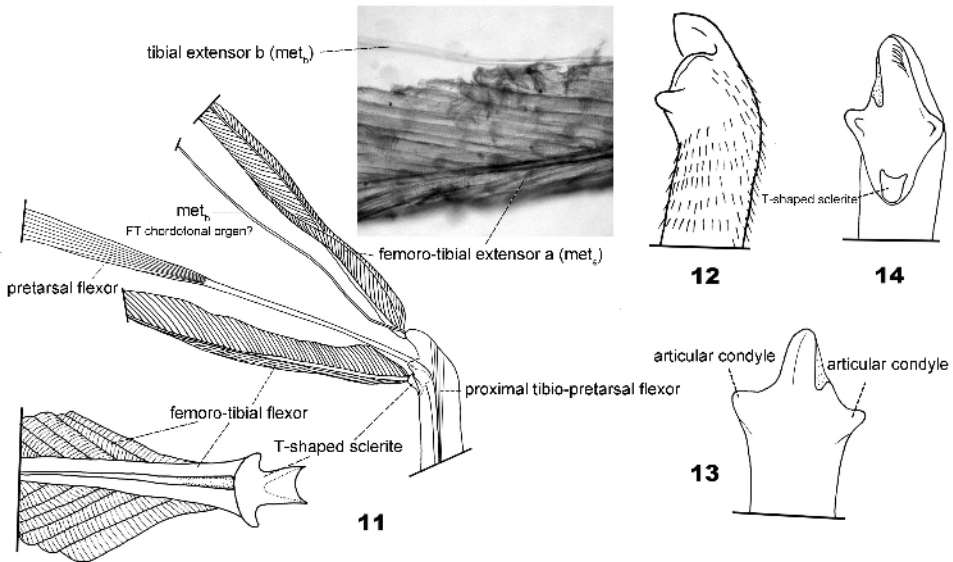 tibial extensor b (met_b)
met_b
FT chordotonal organ?
femoro-tibial extensor a (met_a)
pretarsal flexor
proximal tibio-pretarsal flexor
femoro-tibial flexor
T-shaped sclerite
11
12
T-shaped sclerite
14
articular condyle
articular condyle
13